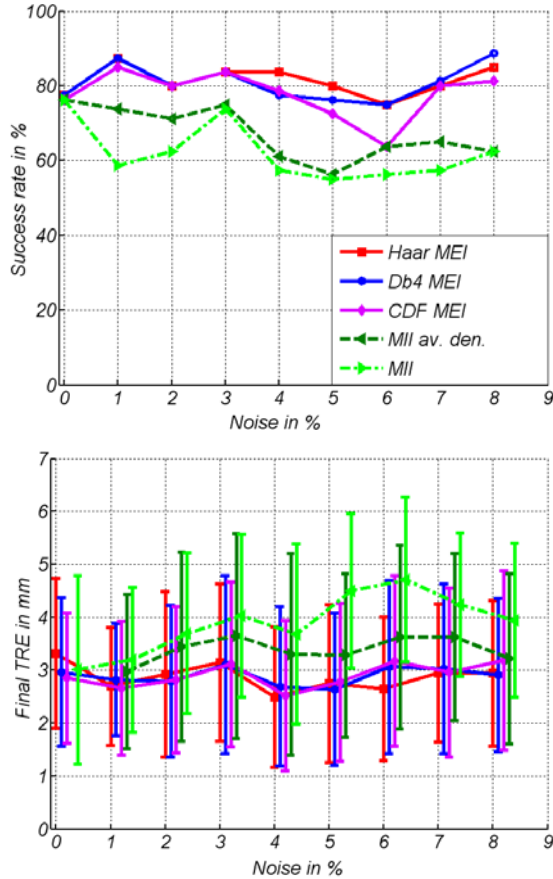 100
80
60
40
20
0
Success rate in %
Haar MEI
Db4 MEI
CDF MEI
MII av. den.
MII
0 1 2 3 4 5 6 7 8 9
Noise in %
7
6
5
4
3
2
1
0
Final TRE in mm
0 1 2 3 4 5 6 7 8 9
Noise in %